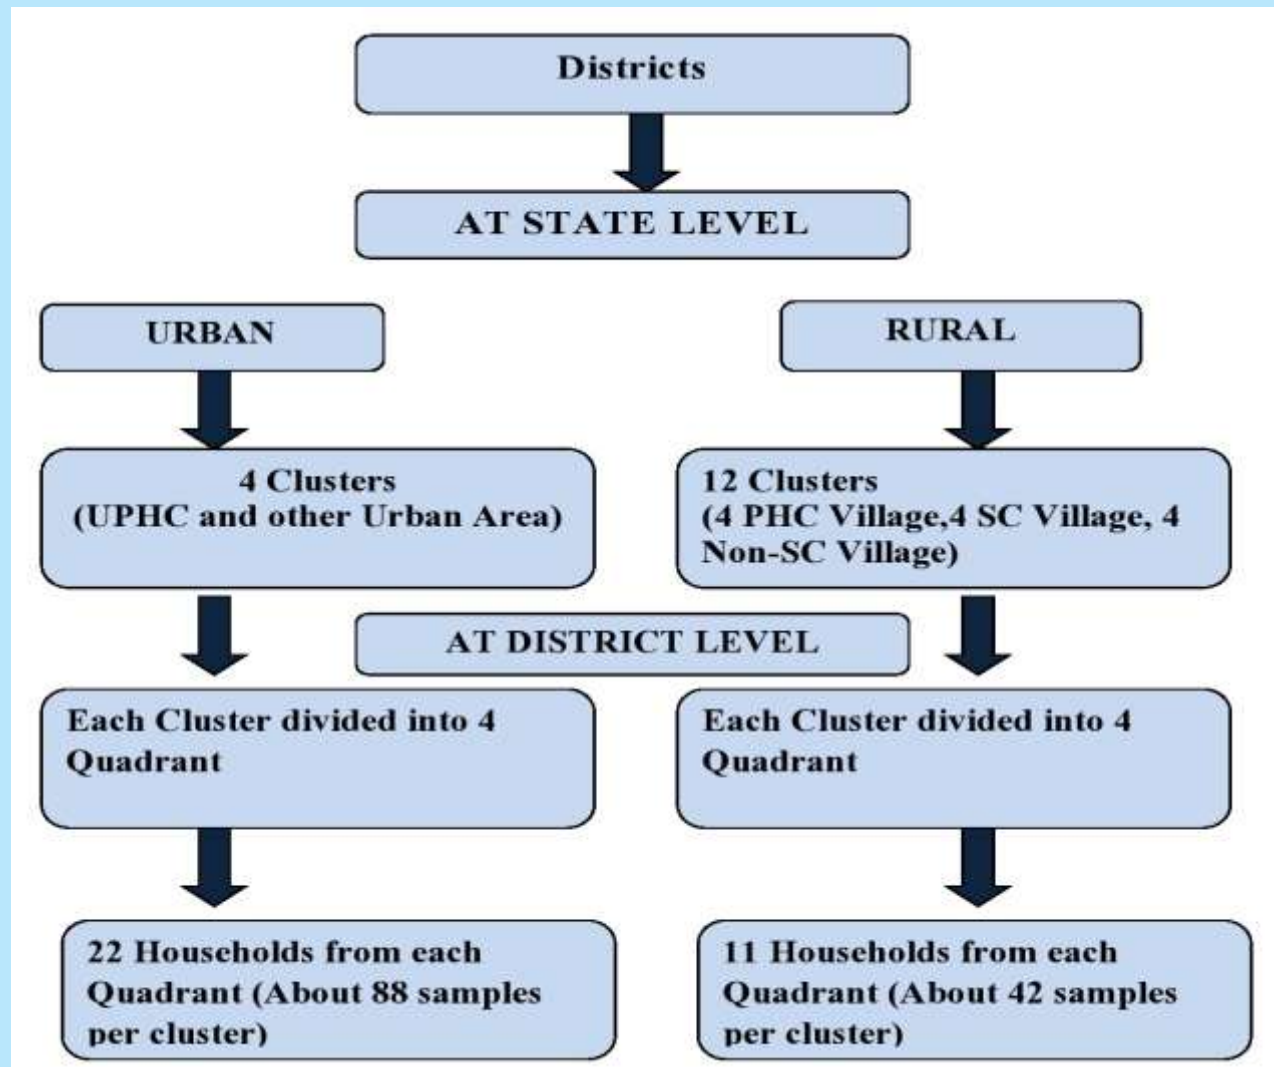 Districts
AT STATE LEVEL
URBAN
RURAL
4 Clusters
(UPHC and other Urban Area)
12 Clusters
(4 PHC Village,4 SC Village, 4
Non-SC Village)
AT DISTRICT LEVEL
Each Cluster divided into 4
Quadrant
Each Cluster divided into 4
Quadrant
22 Households from each
Quadrant (About 88 samples
per cluster)
11 Households from each
Quadrant (About 42 samples
per cluster)